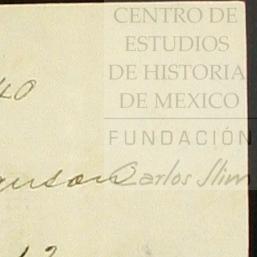 CENTRO DE
ESTUDIOS
DE HISTORIA
DE MEXICO
40
FUNDACIÓN
Carlos Slim